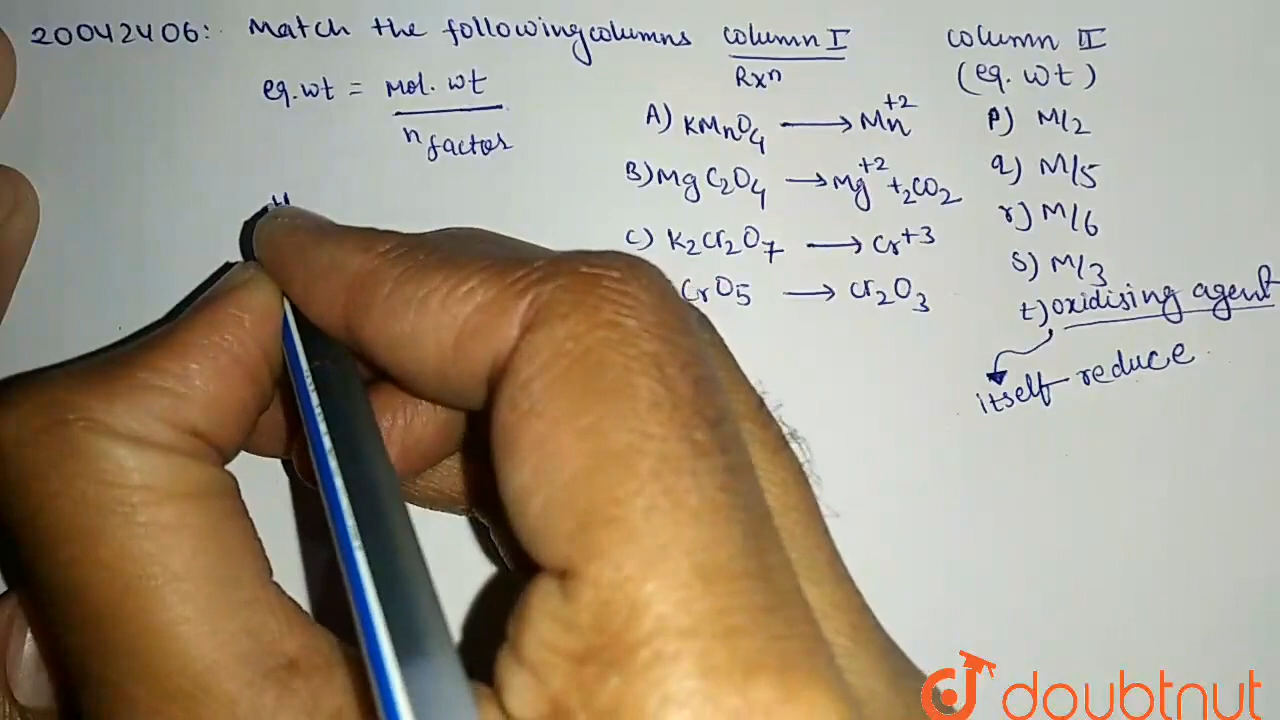 20042406: Match the following columns column I column II
Rxn (eq. wt)
eq.wt = Mol. wt
n factor
A) KMnO4 → Mn+2 P) M/2
B) MgC2O4 → Mg+2 + 2CO2 q) M/5
C) K2Cr2O7 → Cr+3 r) M/6
CrO5 → Cr2O3 S) M/3
t) oxidising agent
itself reduce
doubtnut